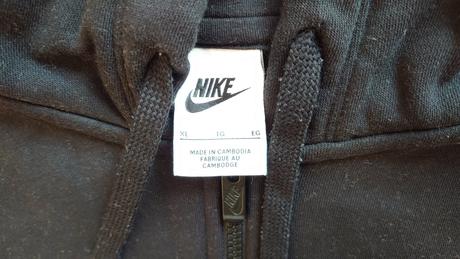 NIKE
XL TG EG
MADE IN CAMBODIA
FABRIQUE AU
CAMBODGE